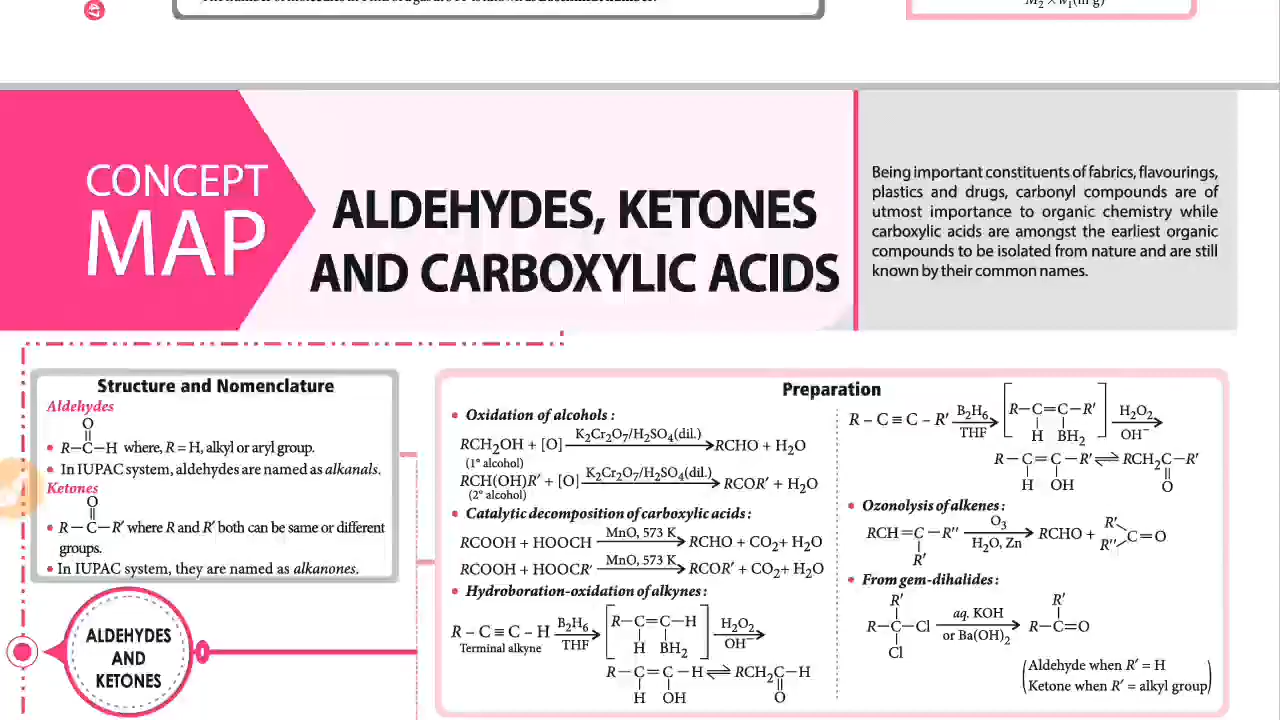 M₂ × w₁(in g)
CONCEPT
MAP
ALDEHYDES, KETONES
AND CARBOXYLIC ACIDS
Being important constituents of fabrics, flavourings,
plastics and drugs, carbonyl compounds are of
utmost importance to organic chemistry while
carboxylic acids are amongst the earliest organic
compounds to be isolated from nature and are still
known by their common names.
Structure and Nomenclature
Aldehydes
O
||
• R—C—H where, R = H, alkyl or aryl group.
• In IUPAC system, aldehydes are named as alkanals.
Ketones
O
||
• R—C—R′ where R and R′ both can be same or different
groups.
• In IUPAC system, they are named as alkanones.
ALDEHYDES
AND
KETONES
Preparation
• Oxidation of alcohols :
K₂Cr₂O₇/H₂SO₄(dil.)
RCH₂OH + [O] → RCHO + H₂O
(1° alcohol)
K₂Cr₂O₇/H₂SO₄(dil.)
RCH(OH)R′ + [O] → RCOR′ + H₂O
(2° alcohol)
• Catalytic decomposition of carboxylic acids :
MnO, 573 K
RCOOH + HOOCH → RCHO + CO₂+ H₂O
MnO, 573 K
RCOOH + HOOCR′ → RCOR′ + CO₂+ H₂O
• Hydroboration-oxidation of alkynes :
R – C ≡ C – H B₂H₆ → [R—C=C—H] H₂O₂ →
Terminal alkyne THF H BH₂ OH⁻
R—C=C—H ⇌ RCH₂C—H
H OH O
R – C ≡ C – R′ B₂H₆ → [R—C=C—R′] H₂O₂ →
THF H BH₂ OH⁻
R—C=C—R′ ⇌ RCH₂C—R′
H OH O
• Ozonolysis of alkenes :
O₃ R′
RCH=C—R″ → RCHO + C=O
R′ H₂O, Zn R″
• From gem-dihalides :
R′ R′
R—C—Cl aq. KOH → R—C=O
Cl or Ba(OH)₂
(Aldehyde when R′ = H
Ketone when R′ = alkyl group)